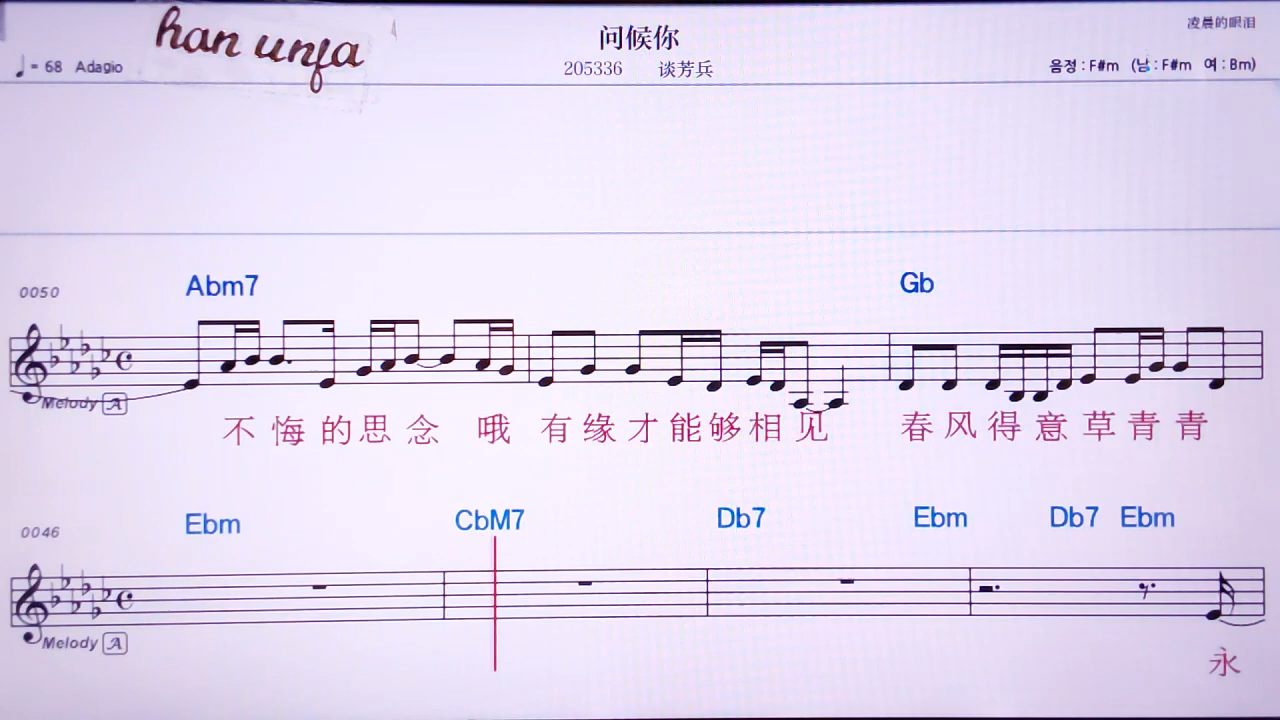 han unfa
问候你
凌晨的眼泪
♩= 68 Adagio
205336 谈芳兵
음정 : F#m (남 : F#m 여 : Bm)
Abm7 Gb
0050
Melody A
不悔的思念 哦 有缘才能够相见 春风得意草青青
Ebm CbM7 Db7 Ebm Db7 Ebm
0046
Melody A
永